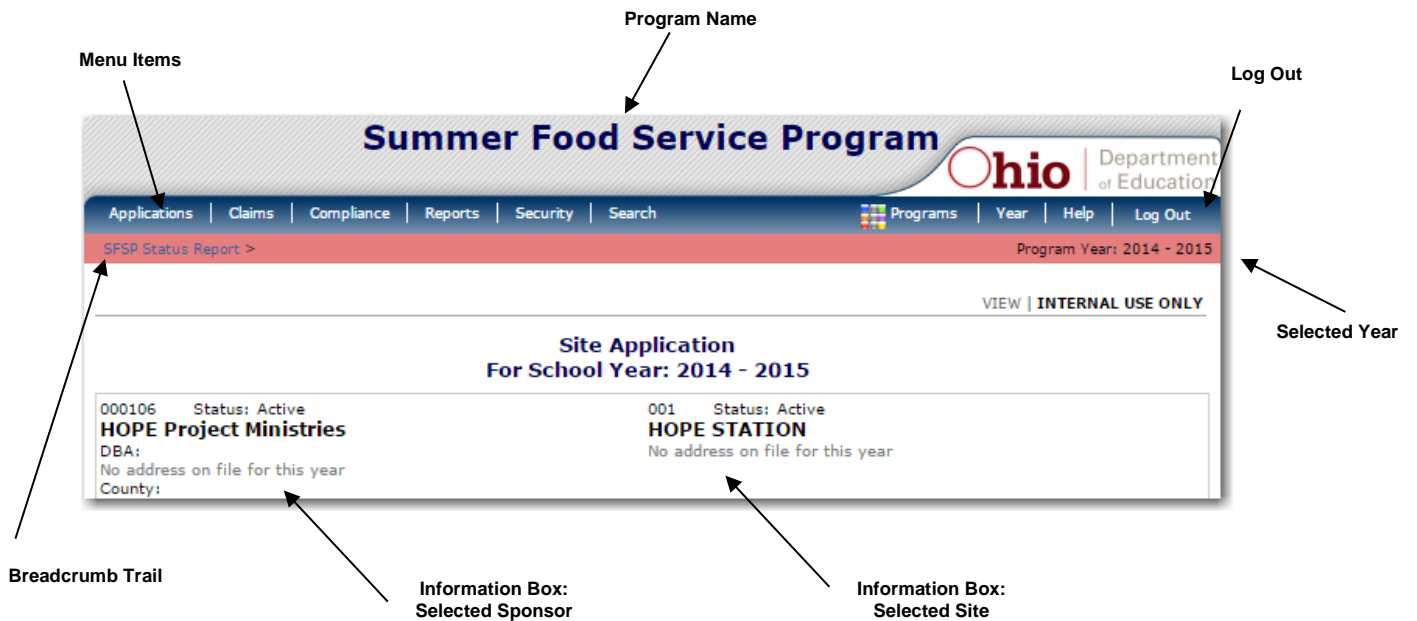 Program Name
Menu Items
Log Out
Summer Food Service Program
Ohio Department
of Education
Applications | Claims | Compliance | Reports | Security | Search Programs | Year | Help | Log Out
SFSP Status Report > Program Year: 2014 - 2015
VIEW | INTERNAL USE ONLY
Selected Year
Site Application
For School Year: 2014 - 2015
000106 Status: Active 001 Status: Active
HOPE Project Ministries HOPE STATION
DBA: No address on file for this year
No address on file for this year
County:
Breadcrumb Trail
Information Box:
Selected Sponsor
Information Box:
Selected Site